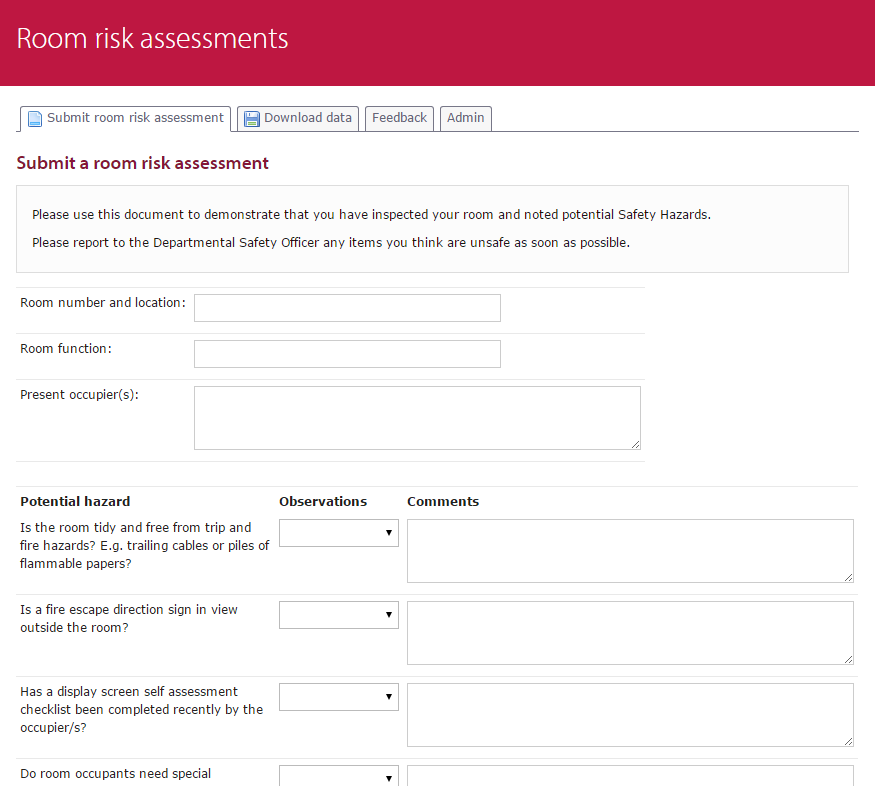 Room risk assessments
Submit room risk assessment Download data Feedback Admin
Submit a room risk assessment
Please use this document to demonstrate that you have inspected your room and noted potential Safety Hazards.
Please report to the Departmental Safety Officer any items you think are unsafe as soon as possible.
Room number and location:
Room function:
Present occupier(s):
Potential hazard Observations Comments
Is the room tidy and free from trip and
fire hazards? E.g. trailing cables or piles of
flammable papers?
Is a fire escape direction sign in view
outside the room?
Has a display screen self assessment
checklist been completed recently by the
occupier/s?
Do room occupants need special